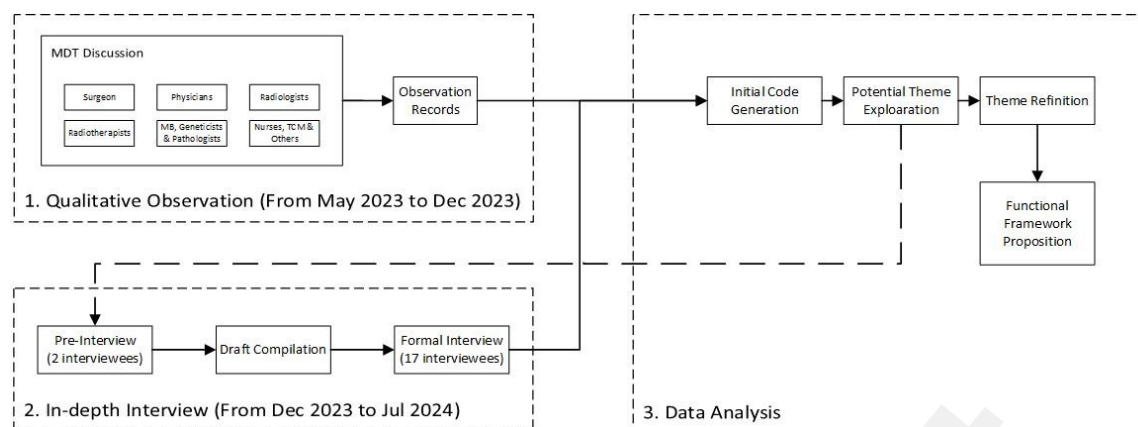 MDT Discussion
Surgeon
Physicians
Radiologists
Radiotherapists
MB, Geneticists
& Pathologists
Nurses, TCM &
Others
Observation
Records
1. Qualitative Observation (From May 2023 to Dec 2023)
Initial Code
Generation
Potential Theme
Exploaration
Theme Refinition
Functional
Framework
Proposition
Pre-Interview
(2 interviewees)
Draft Compilation
Formal Interview
(17 interviewees)
2. In-depth Interview (From Dec 2023 to Jul 2024)
3. Data Analysis